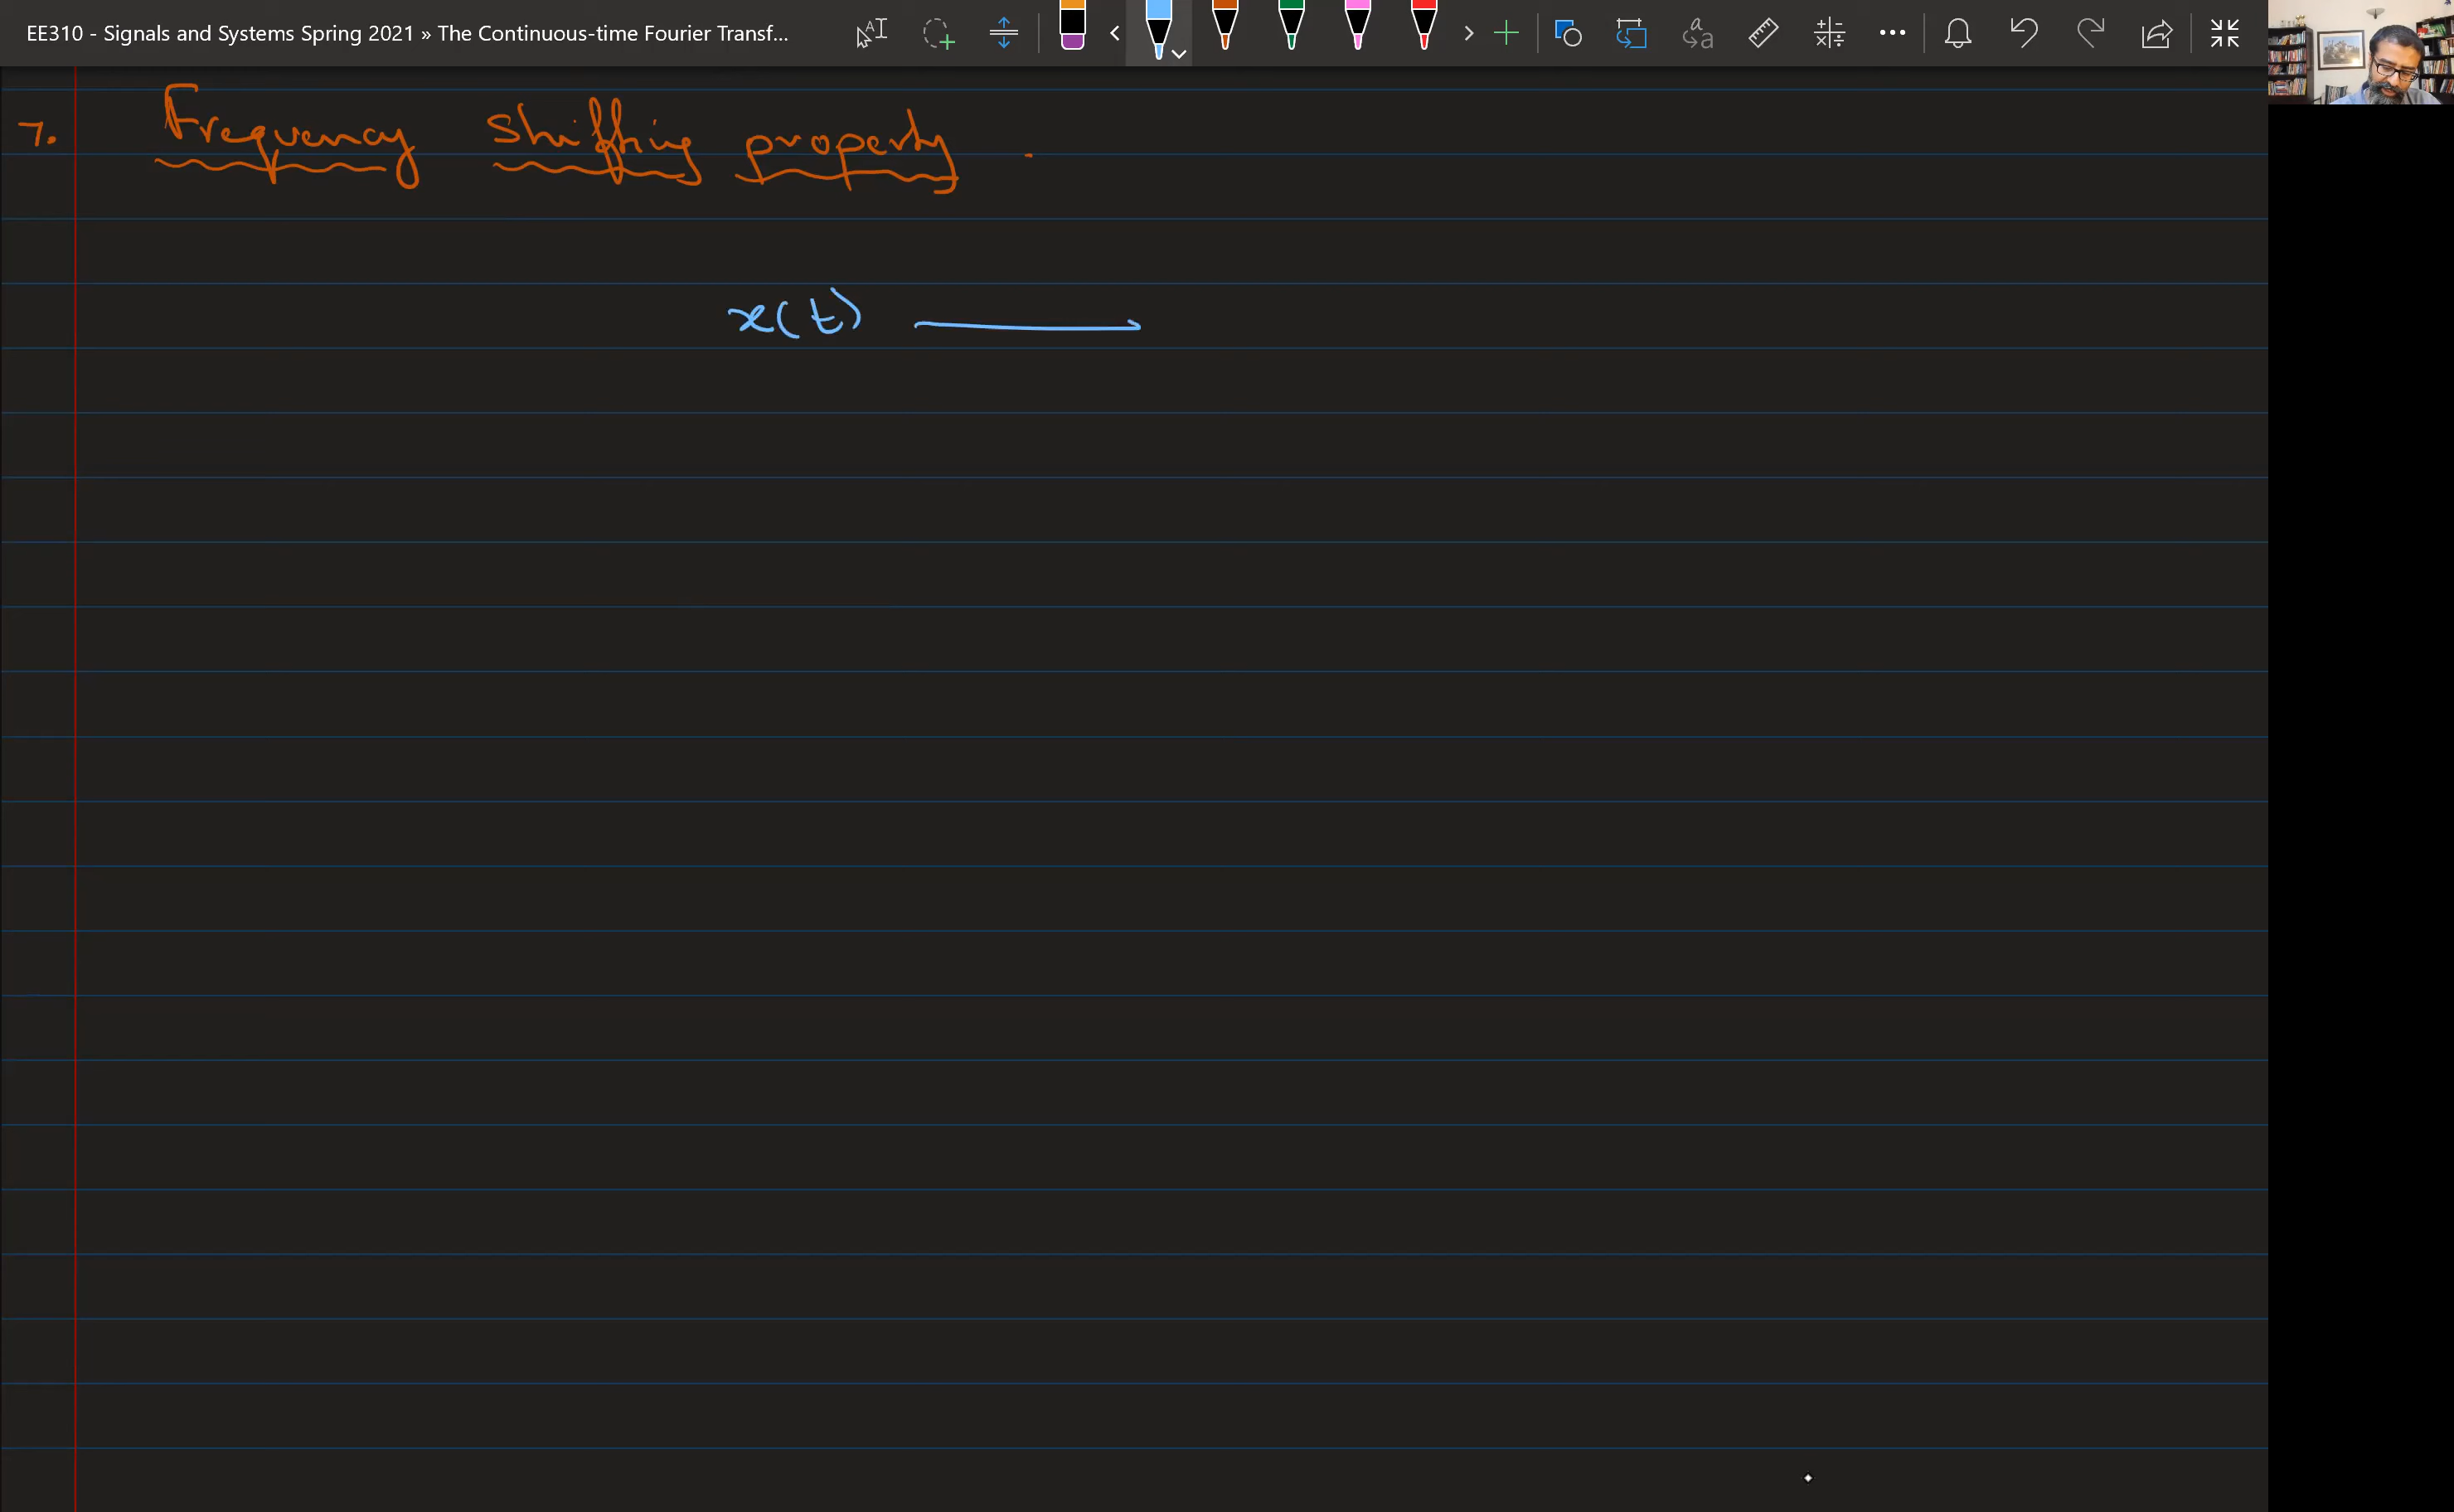 EE310 - Signals and Systems Spring 2021 » The Continuous-time Fourier Transf...
7. Frequency Shifting property -
x(t) →